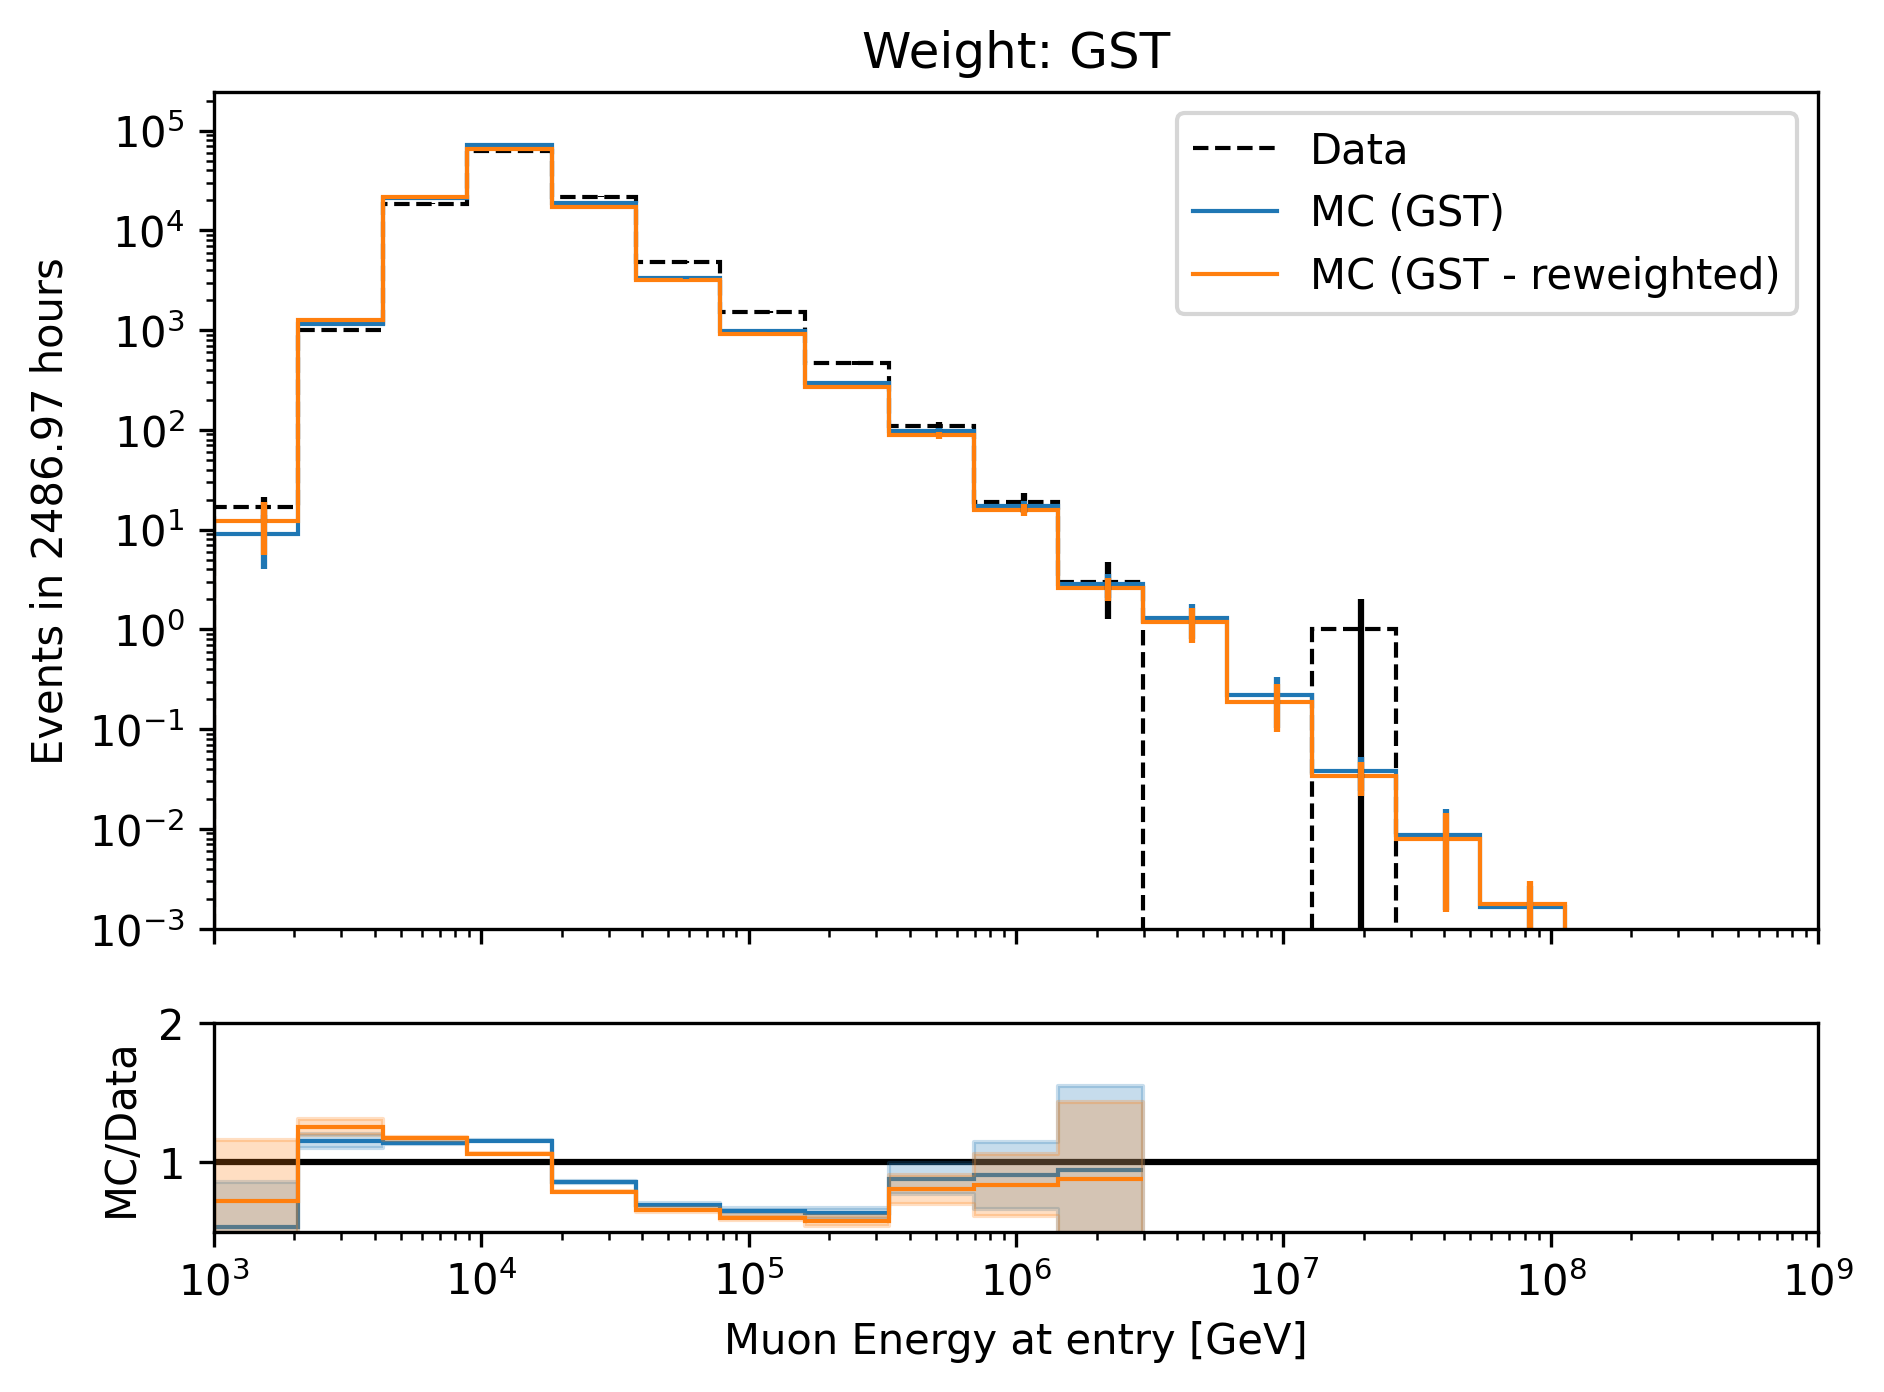 Weight: GST
Events in 2486.97 hours
10^5
10^4
10^3
10^2
10^1
10^0
10^−1
10^−2
10^−3
Data
MC (GST)
MC (GST - reweighted)
MC/Data
2
1
10^3 10^4 10^5 10^6 10^7 10^8 10^9
Muon Energy at entry [GeV]